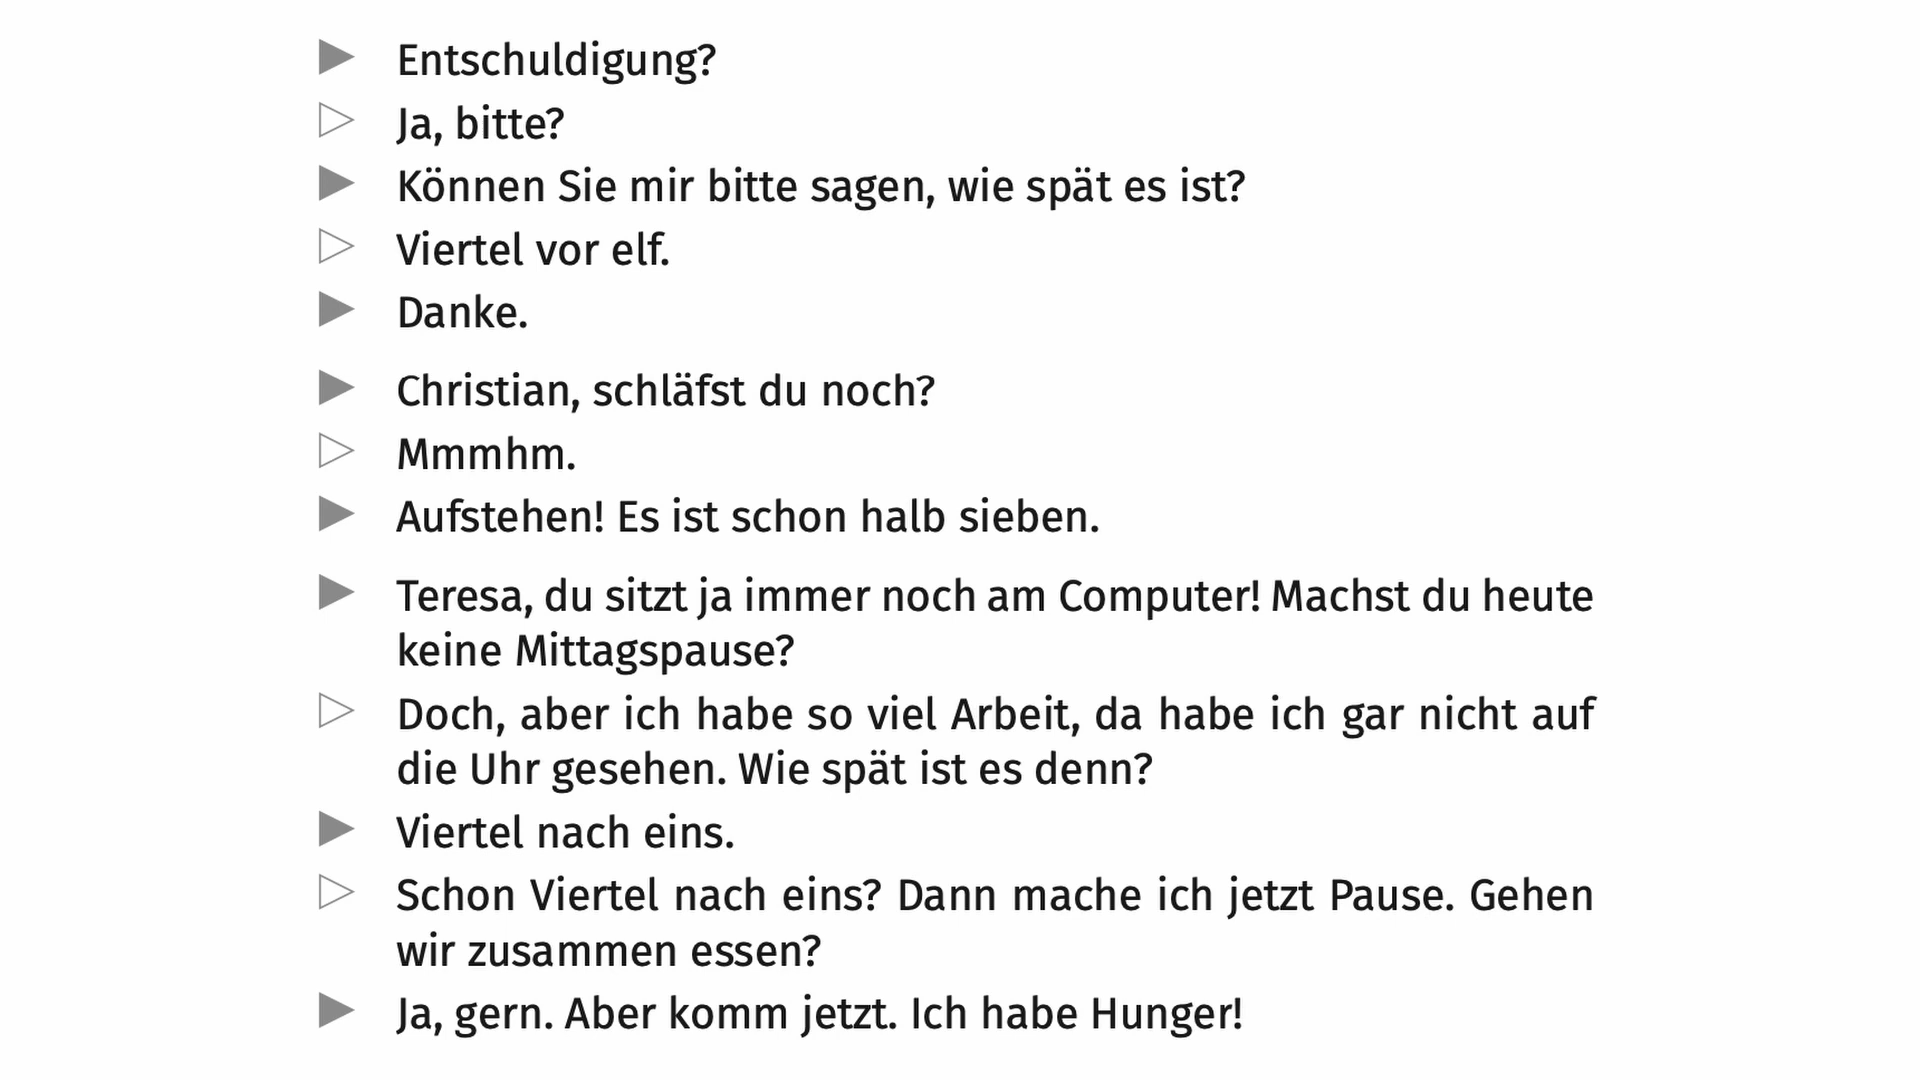 ▶ Entschuldigung?
▷ Ja, bitte?
▶ Können Sie mir bitte sagen, wie spät es ist?
▷ Viertel vor elf.
▶ Danke.
▶ Christian, schläfst du noch?
▷ Mmmhm.
▶ Aufstehen! Es ist schon halb sieben.
▶ Teresa, du sitzt ja immer noch am Computer! Machst du heute
keine Mittagspause?
▷ Doch, aber ich habe so viel Arbeit, da habe ich gar nicht auf
die Uhr gesehen. Wie spät ist es denn?
▶ Viertel nach eins.
▷ Schon Viertel nach eins? Dann mache ich jetzt Pause. Gehen
wir zusammen essen?
▶ Ja, gern. Aber komm jetzt. Ich habe Hunger!